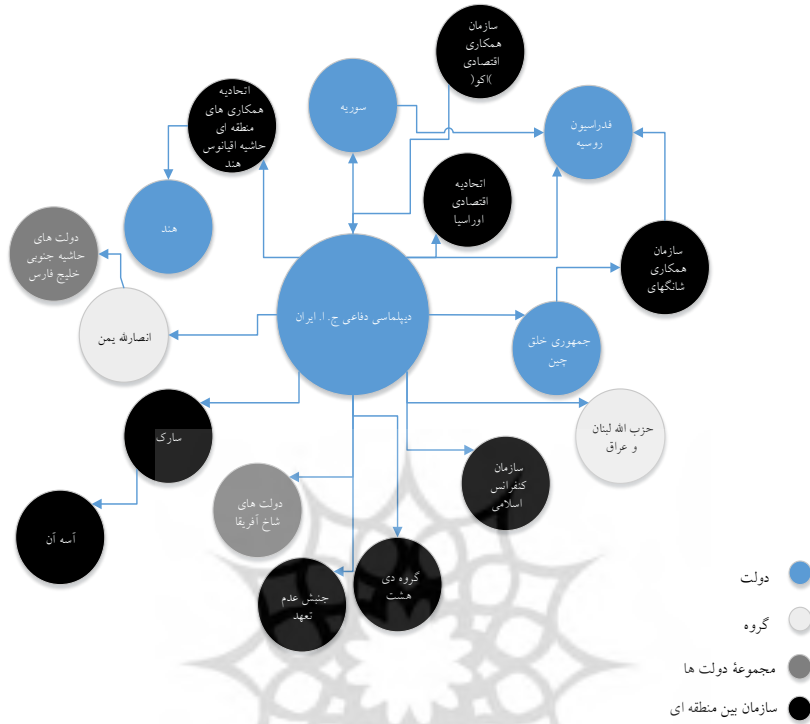 سازمان
همکاری
اقتصادی
)اکو(
سوریه
فدراسیون
روسیه
اتحادیه
همکاری های
منطقه ای
حاشیه اقیانوس
هند
اتحادیه
اقتصادی
اوراسیا
هند
دولت های
حاشیه جنوبی
خلیج فارس
سازمان
همکاری
شانگهای
دیپلماسی دفاعی ج. ا. ایران
انصارلله یمن
جمهوری خلق
چین
سارک
حزب الله لبنان
و عراق
سازمان
کنفرانس
اسلامی
دولت های
شاخ آفریقا
آسه آن
گروه دی
هشت
جنبش عدم
تعهد
دولت
گروه
مجموعۀ دولت ها
سازمان بین منطقه ای